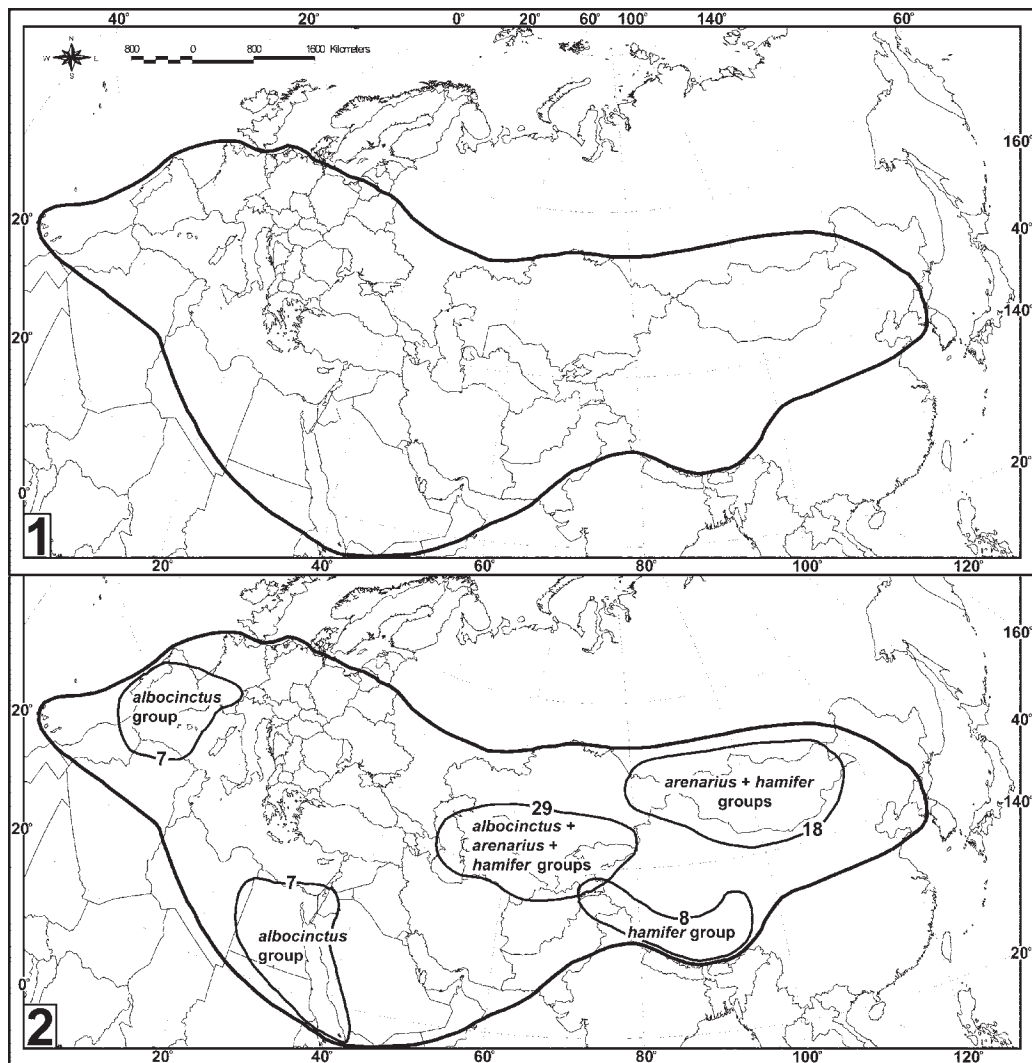 40° 20° 0° 20° 60° 100° 140° 60°
N
W L
S
800 0 800 1600 Kilometers
160°
20°
40°
140°
20°
20°
0°
0°
1
20° 40° 60° 80° 100° 120°
160°
albocinctus
group
7
20°
40°
arenarius + hamifer
groups
18
140°
29
albocinctus +
arenarius +
hamifer groups
20°
7
albocinctus
group
8
hamifer group
20°
0°
0°
2
20° 40° 60° 80° 100° 120°